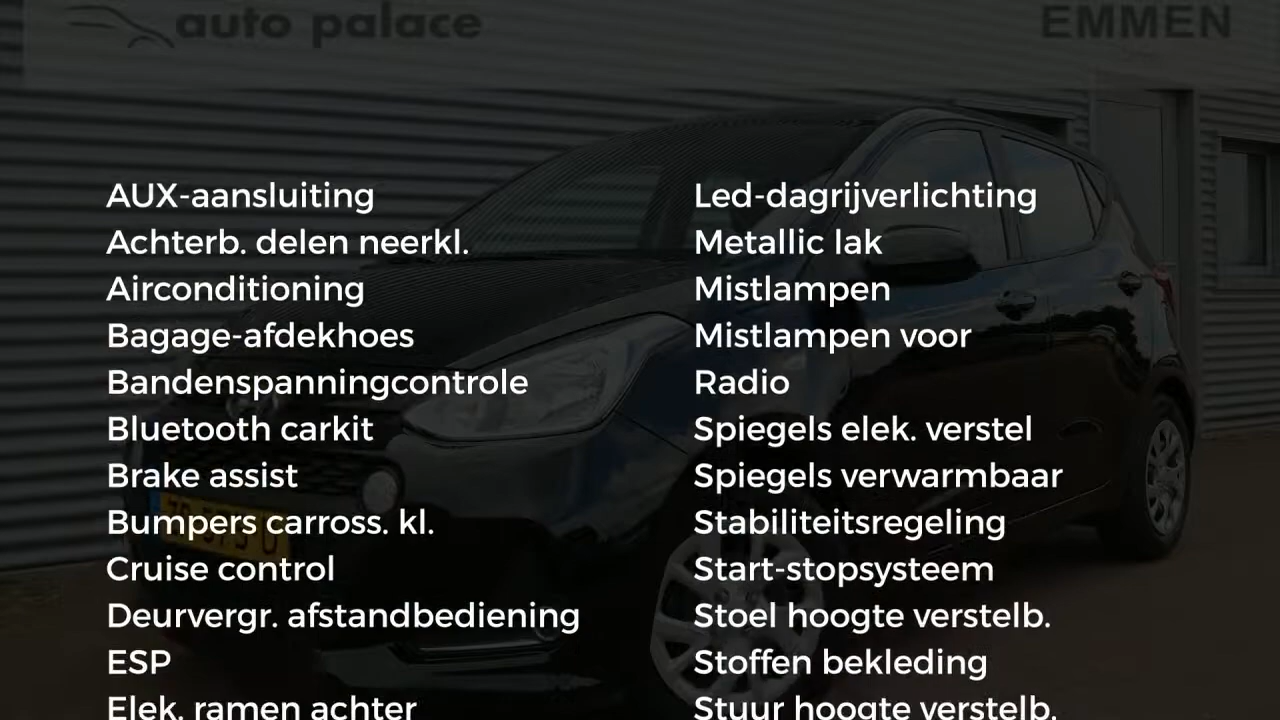 auto palace
EMMEN
AUX-aansluiting
Achterb. delen neerkl.
Airconditioning
Bagage-afdekhoes
Bandenspanningcontrole
Bluetooth carkit
Brake assist
Bumpers carross. kl.
Cruise control
Deurvergr. afstandbediening
ESP
Elek. ramen achter
Led-dagrijverlichting
Metallic lak
Mistlampen
Mistlampen voor
Radio
Spiegels elek. verstel
Spiegels verwarmbaar
Stabiliteitsregeling
Start-stopsysteem
Stoel hoogte verstelb.
Stoffen bekleding
Stuur hoogte verstelb.